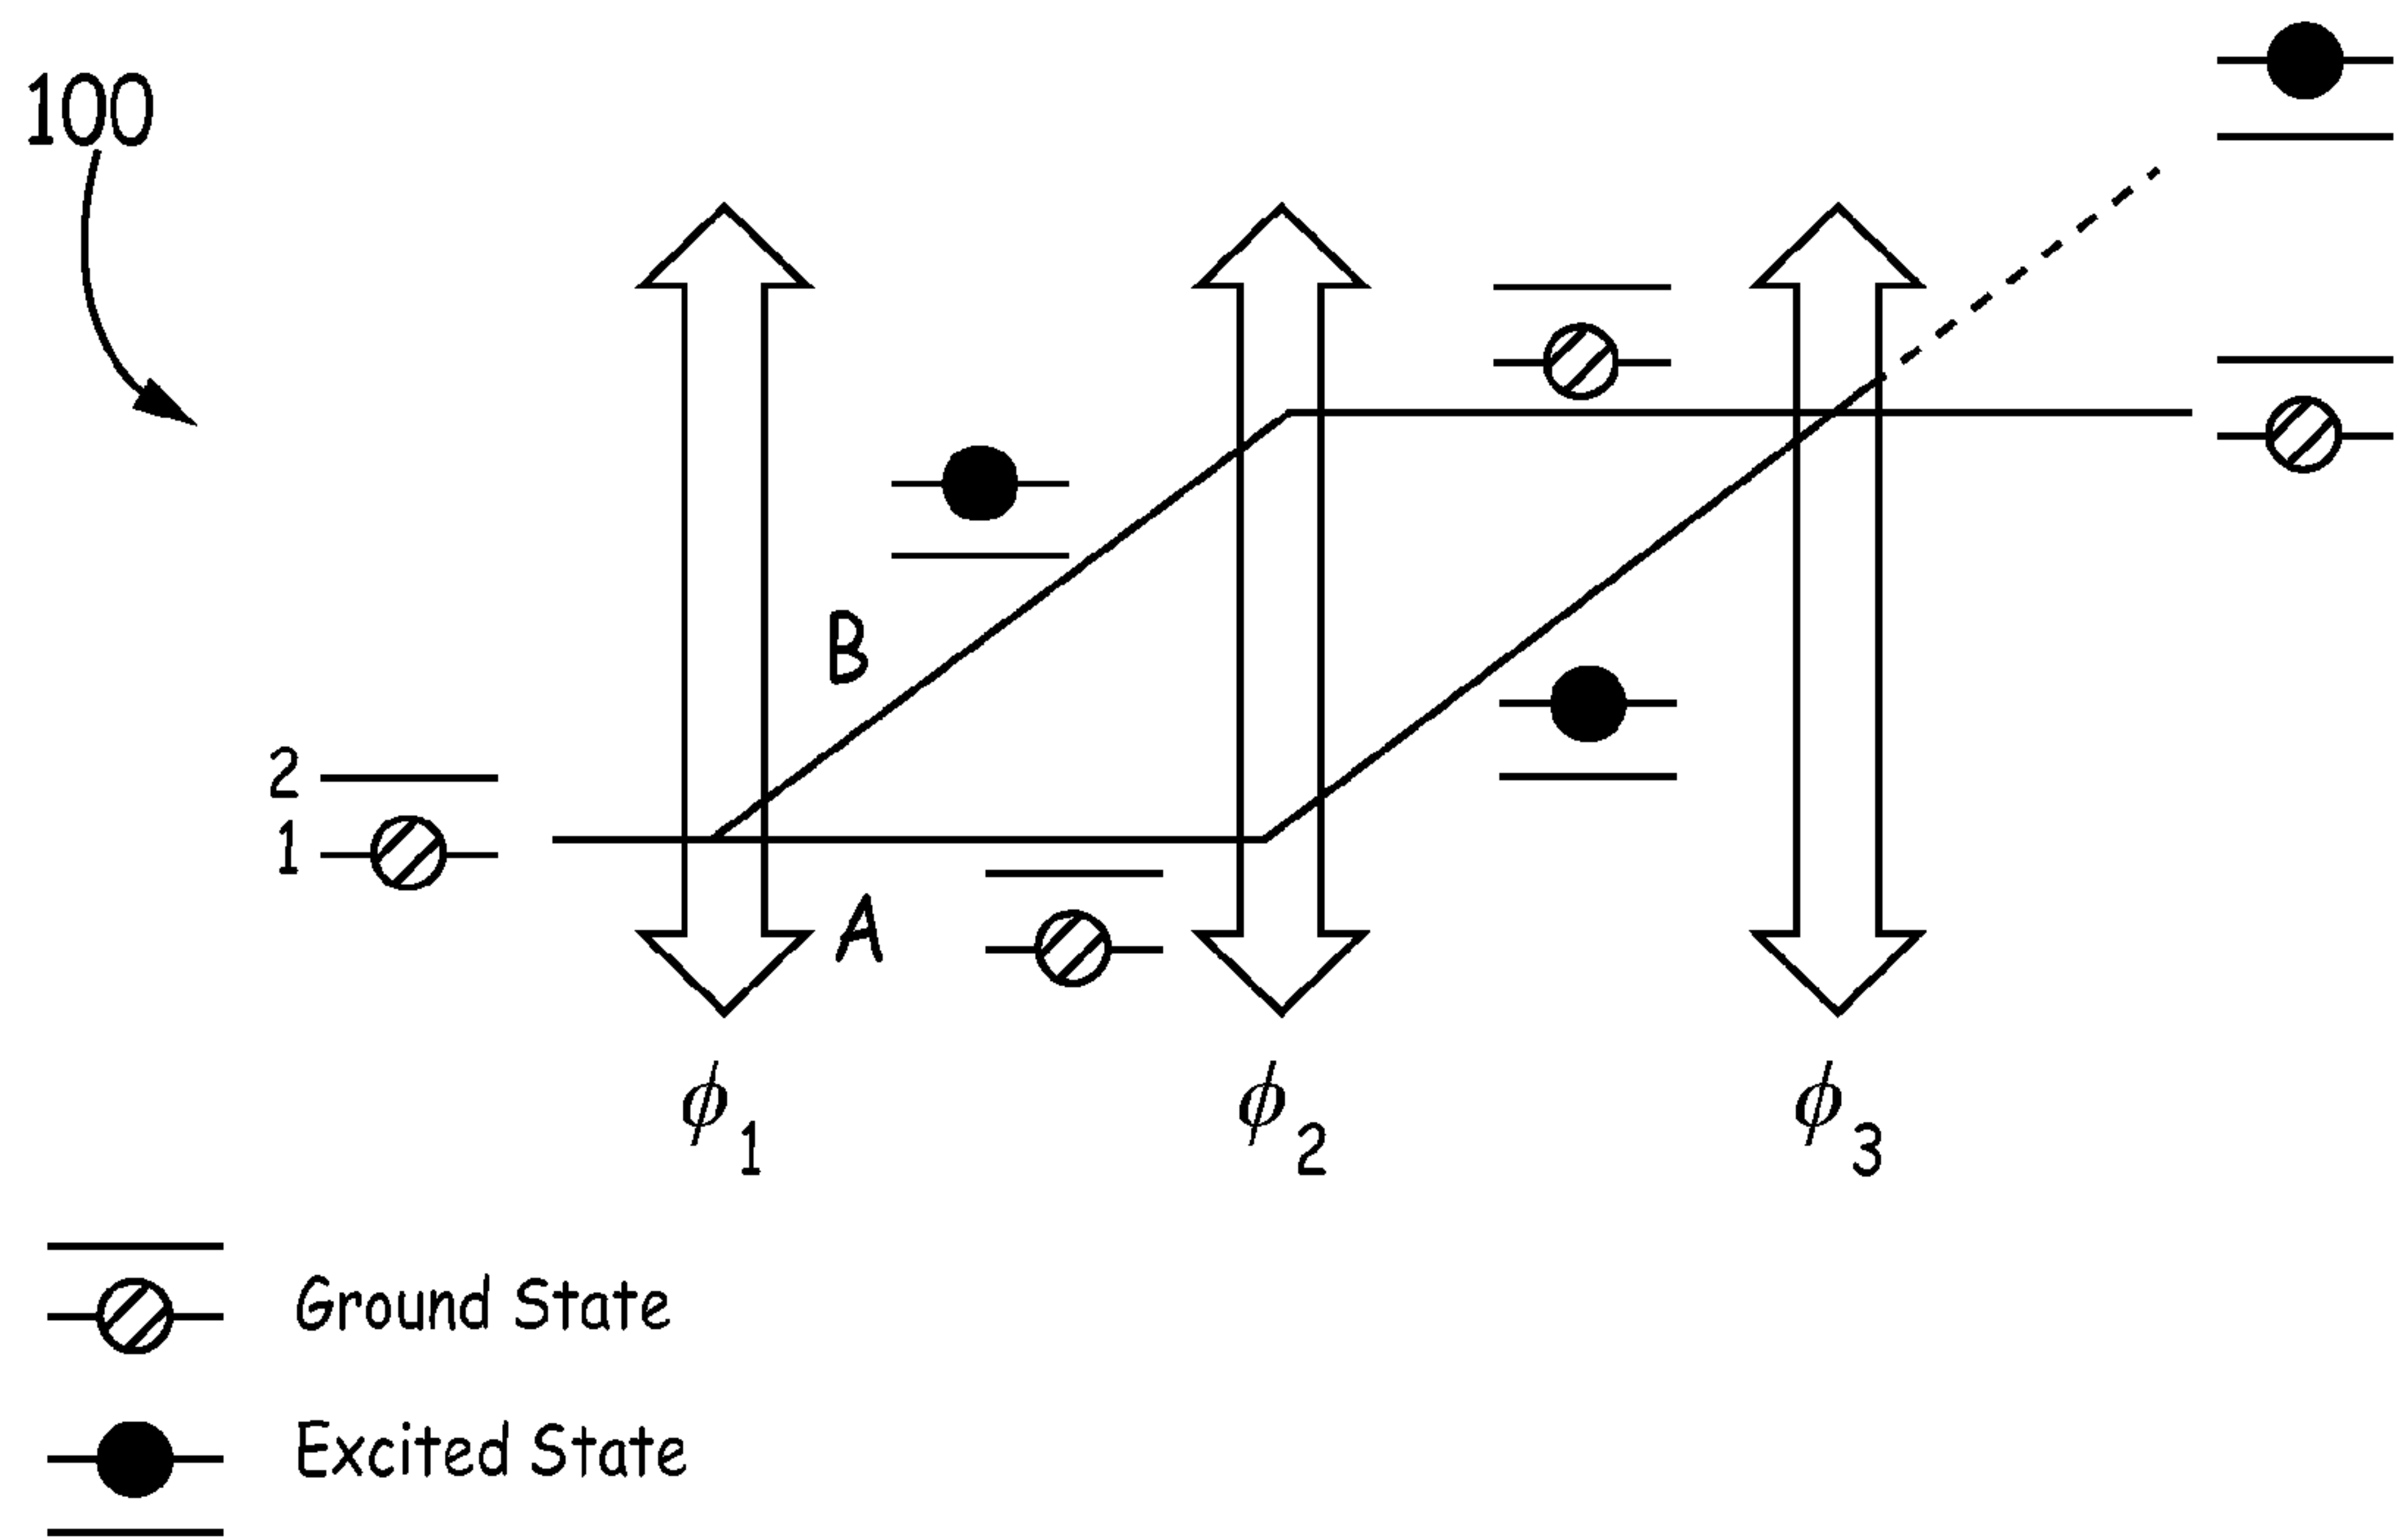 100
B
2
1
A
ϕ1
ϕ2
ϕ3
Ground State
Excited State